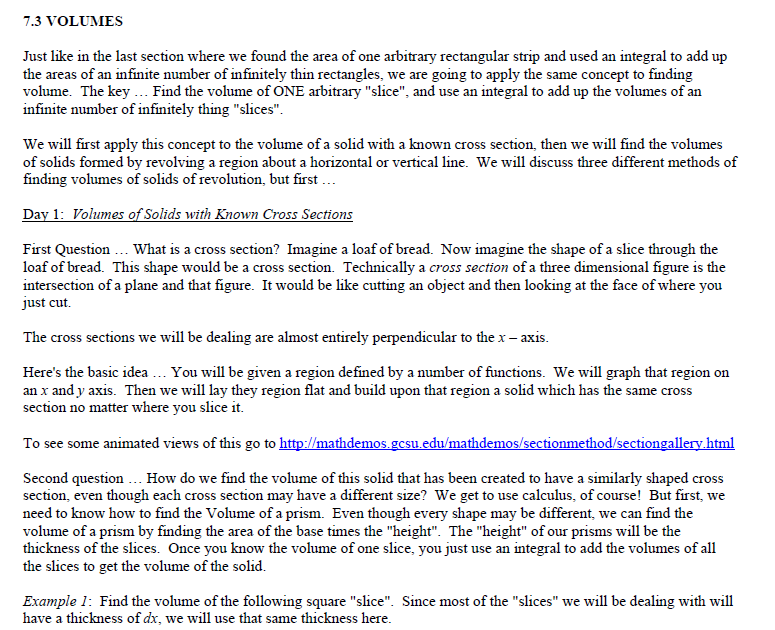 7.3 VOLUMES
Just like in the last section where we found the area of one arbitrary rectangular strip and used an integral to add up
the areas of an infinite number of infinitely thin rectangles, we are going to apply the same concept to finding
volume.  The key … Find the volume of ONE arbitrary "slice", and use an integral to add up the volumes of an
infinite number of infinitely thing "slices".
We will first apply this concept to the volume of a solid with a known cross section, then we will find the volumes
of solids formed by revolving a region about a horizontal or vertical line.  We will discuss three different methods of
finding volumes of solids of revolution, but first …
Day 1:  Volumes of Solids with Known Cross Sections
First Question … What is a cross section?  Imagine a loaf of bread.  Now imagine the shape of a slice through the
loaf of bread.  This shape would be a cross section.  Technically a cross section of a three dimensional figure is the
intersection of a plane and that figure.  It would be like cutting an object and then looking at the face of where you
just cut.
The cross sections we will be dealing are almost entirely perpendicular to the x – axis.
Here's the basic idea … You will be given a region defined by a number of functions.  We will graph that region on
an x and y axis.  Then we will lay they region flat and build upon that region a solid which has the same cross
section no matter where you slice it.
To see some animated views of this go to http://mathdemos.gcsu.edu/mathdemos/sectionmethod/sectiongallery.html
Second question … How do we find the volume of this solid that has been created to have a similarly shaped cross
section, even though each cross section may have a different size?  We get to use calculus, of course!  But first, we
need to know how to find the Volume of a prism.  Even though every shape may be different, we can find the
volume of a prism by finding the area of the base times the "height".  The "height" of our prisms will be the
thickness of the slices.  Once you know the volume of one slice, you just use an integral to add the volumes of all
the slices to get the volume of the solid.
Example 1:  Find the volume of the following square "slice".  Since most of the "slices" we will be dealing with will
have a thickness of dx, we will use that same thickness here.